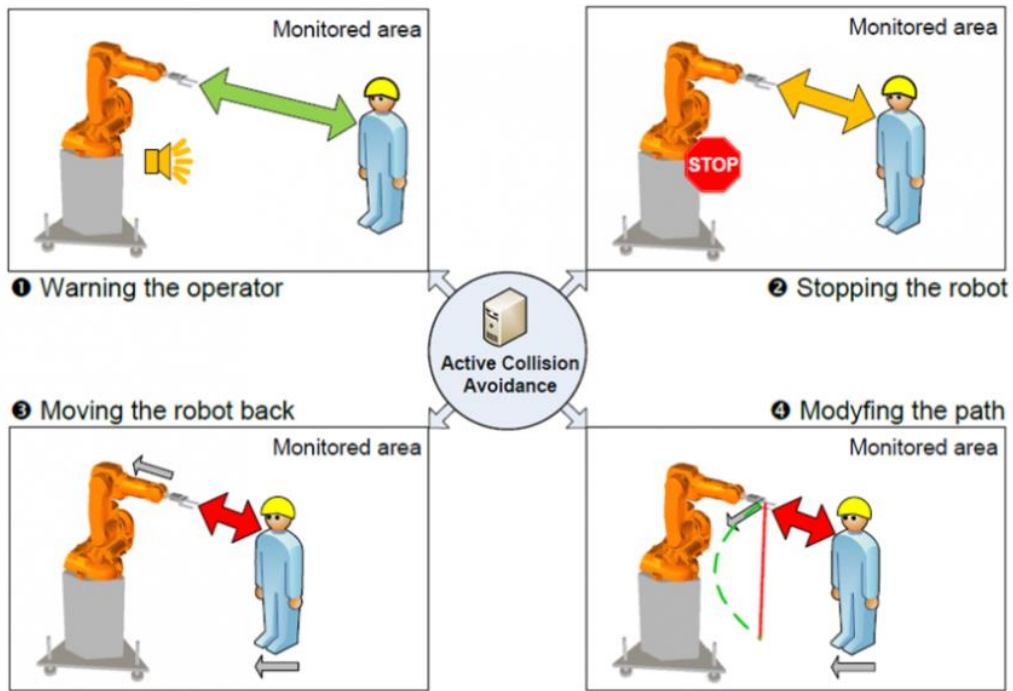 Monitored area
Monitored area
STOP
❶ Warning the operator
❷ Stopping the robot
Active Collision
Avoidance
❸ Moving the robot back
❹ Modyfing the path
Monitored area
Monitored area